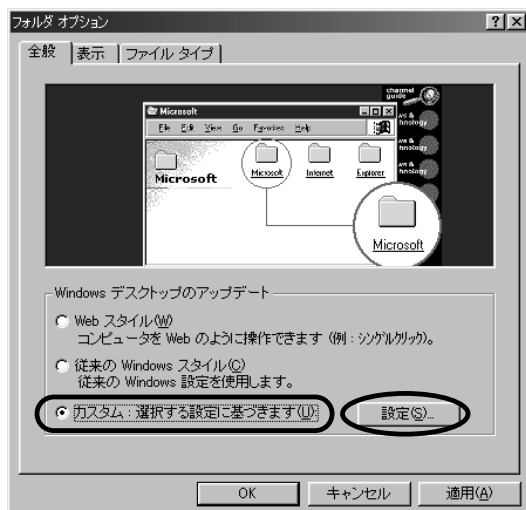 フォルダ オプション
全般 表示 ファイル タイプ
channel
guide
Microsoft
File Edit View Go Favorites Help
Microsoft
Microsoft Internet Explorer
Microsoft
Windows デスクトップのアップデート
Web スタイル(W)
コンピュータを Web のように操作できます (例 : シングルクリック)。
従来の Windows スタイル(C)
従来の Windows 設定を使用します。
カスタム : 選択する設定に基づきます(U)
設定(S)...
OK キャンセル 適用(A)